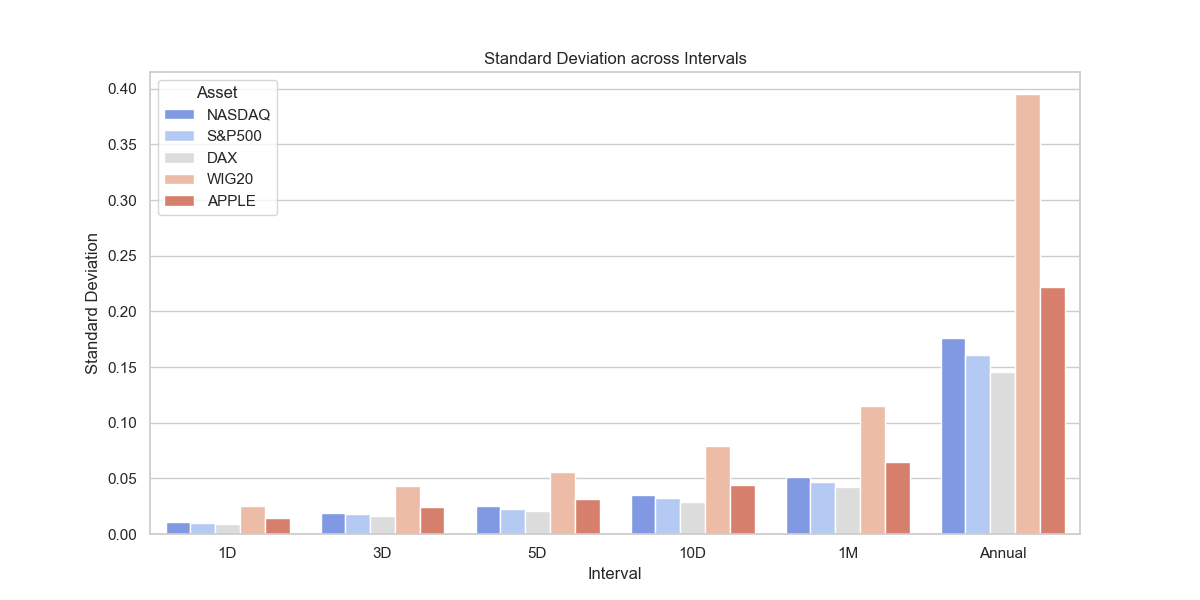 Standard Deviation across Intervals
Asset
NASDAQ
S&P500
DAX
WIG20
APPLE
Standard Deviation
0.40
0.35
0.30
0.25
0.20
0.15
0.10
0.05
0.00
1D 3D 5D 10D 1M Annual
Interval